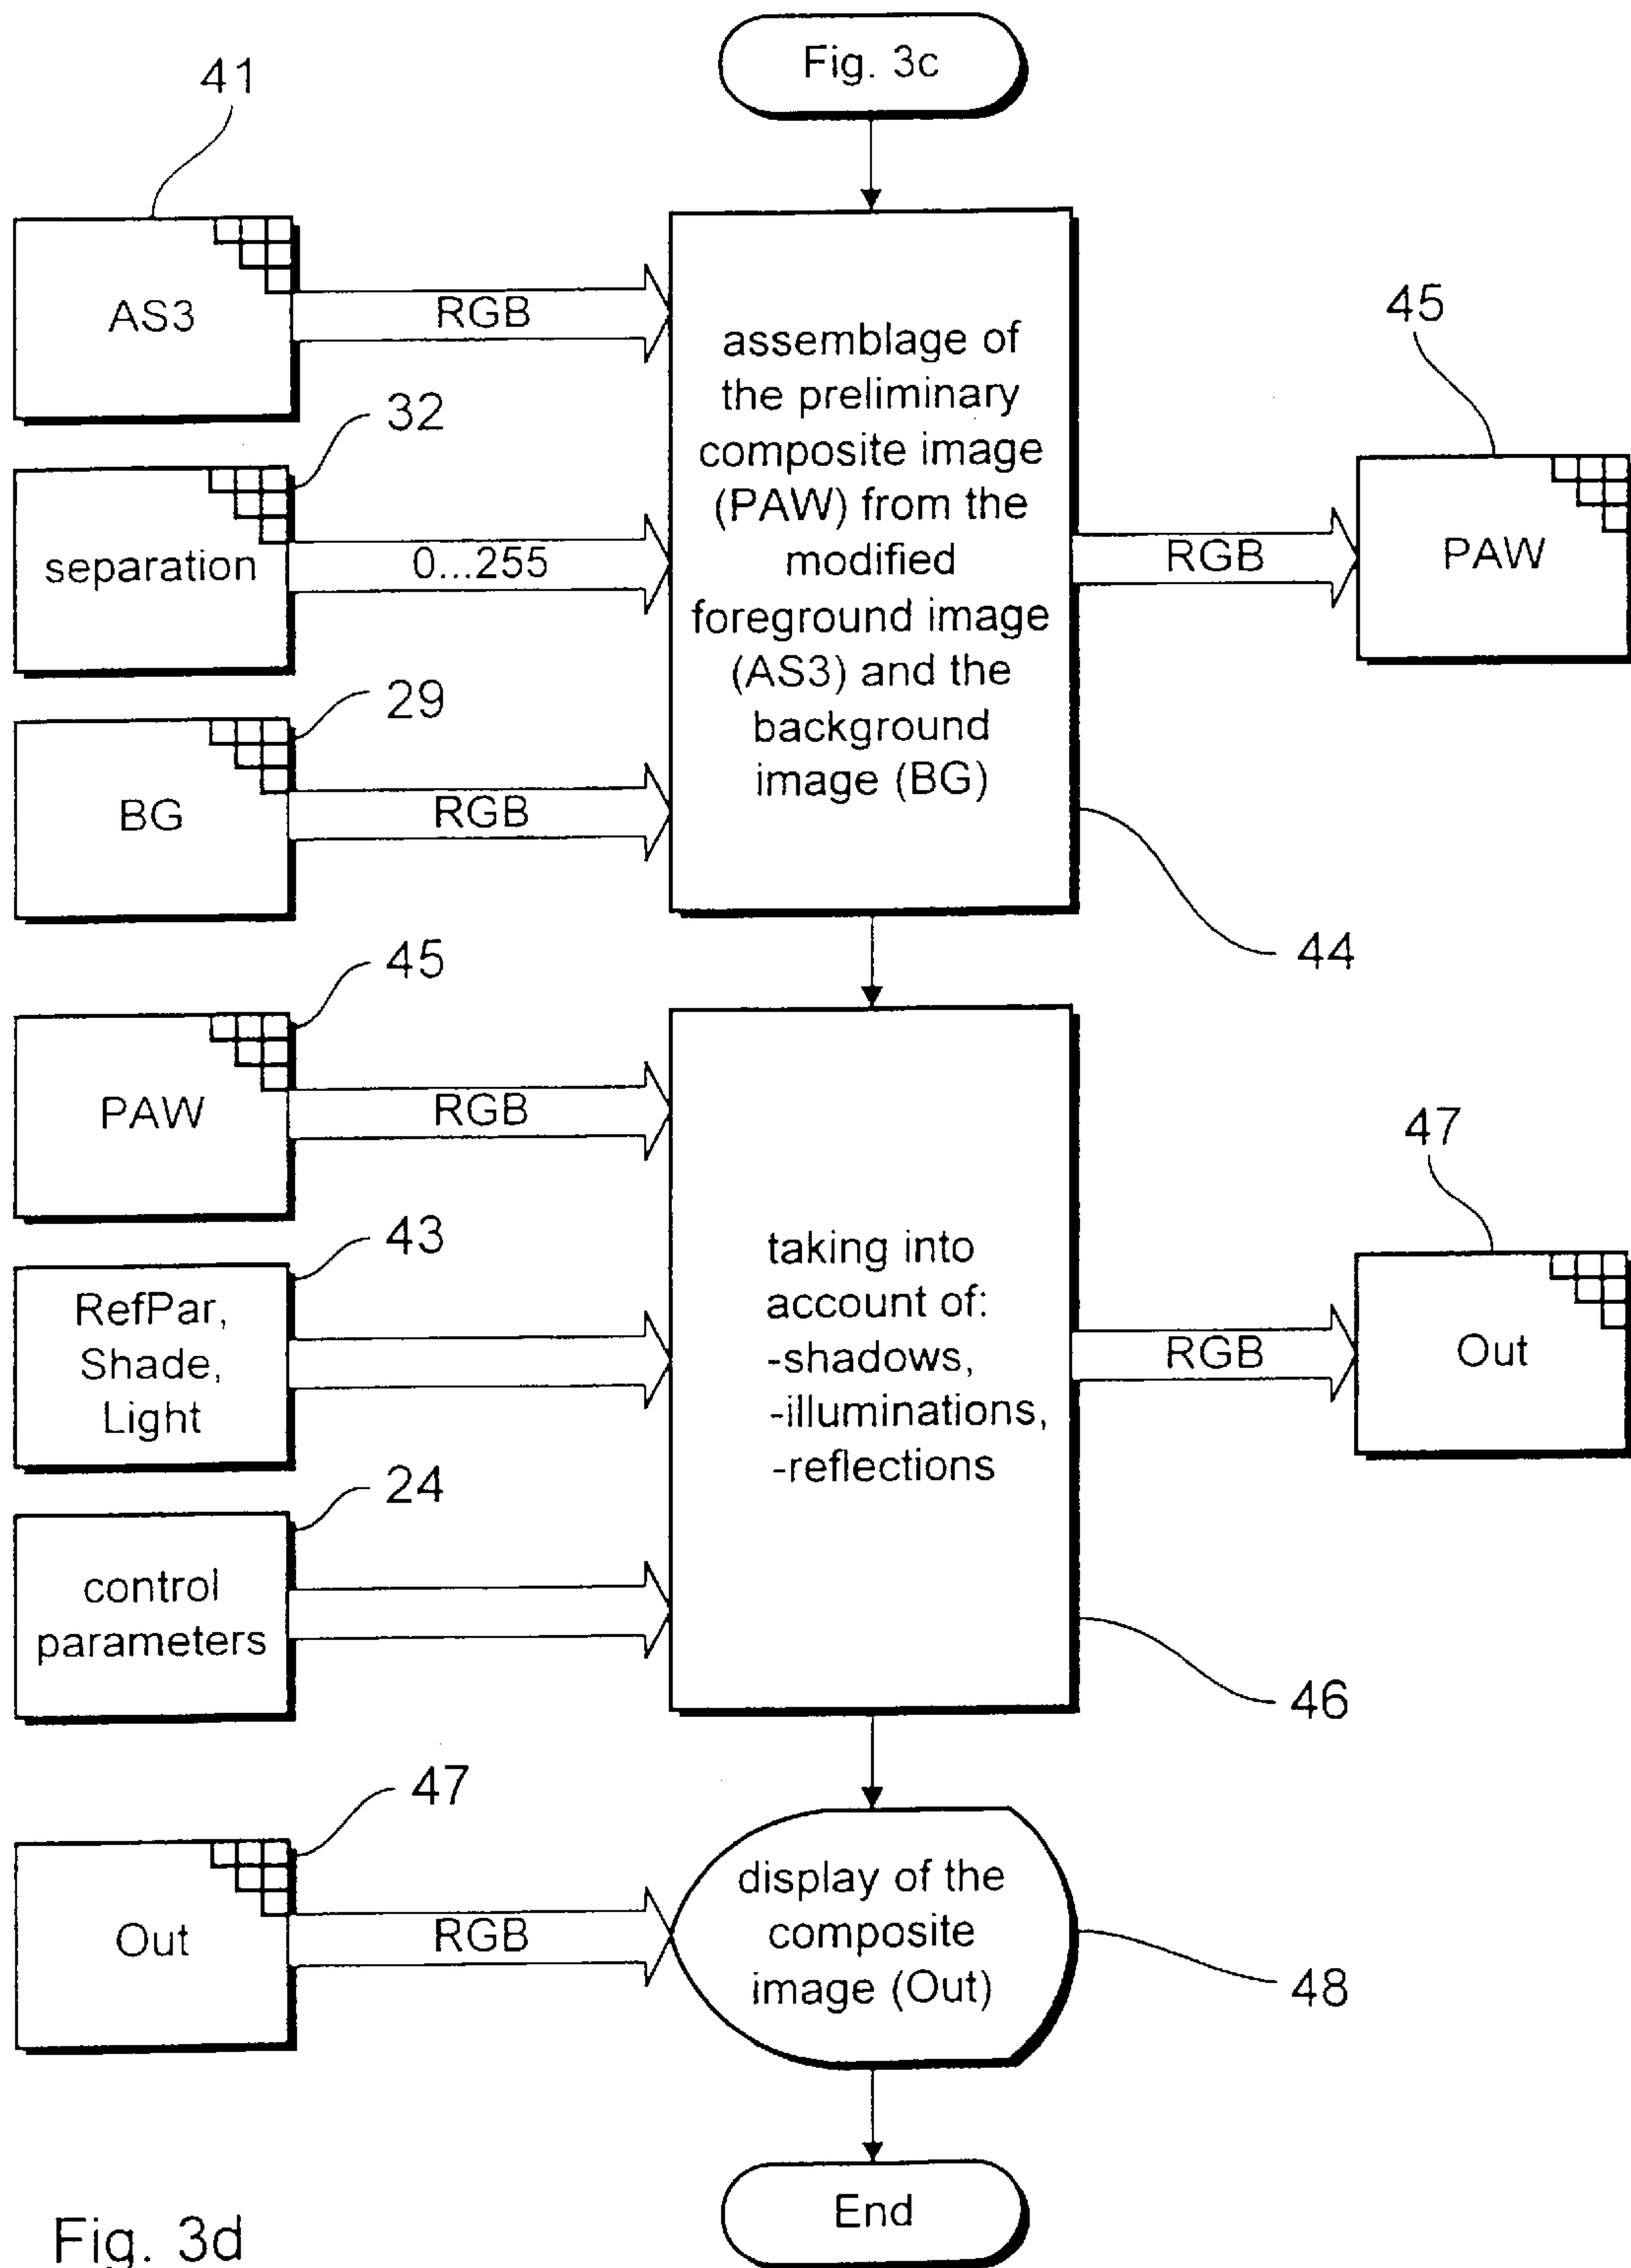 Fig. 3c
41
AS3
RGB
32
separation
0...255
29
BG
RGB
assemblage of
the preliminary
composite image
(PAW) from the
modified
foreground image
(AS3) and the
background
image (BG)
44
RGB
45
PAW
45
PAW
RGB
43
RefPar,
Shade,
Light
24
control
parameters
taking into
account of:
-shadows,
-illuminations,
-reflections
46
RGB
47
Out
47
Out
RGB
display of the
composite
image (Out)
48
End
Fig. 3d